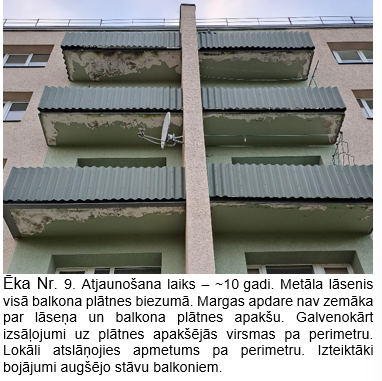 Ēka Nr. 9. Atjaunošana laiks – ~10 gadi. Metāla lāsenis
visā balkona plātnes biezumā. Margas apdare nav zemāka
par lāseņa un balkona plātnes apakšu. Galvenokārt
izsāļojumi uz plātnes apakšējās virsmas pa perimetru.
Lokāli atslāņojies apmetums pa perimetru. Izteiktāki
bojājumi augšējo stāvu balkoniem.